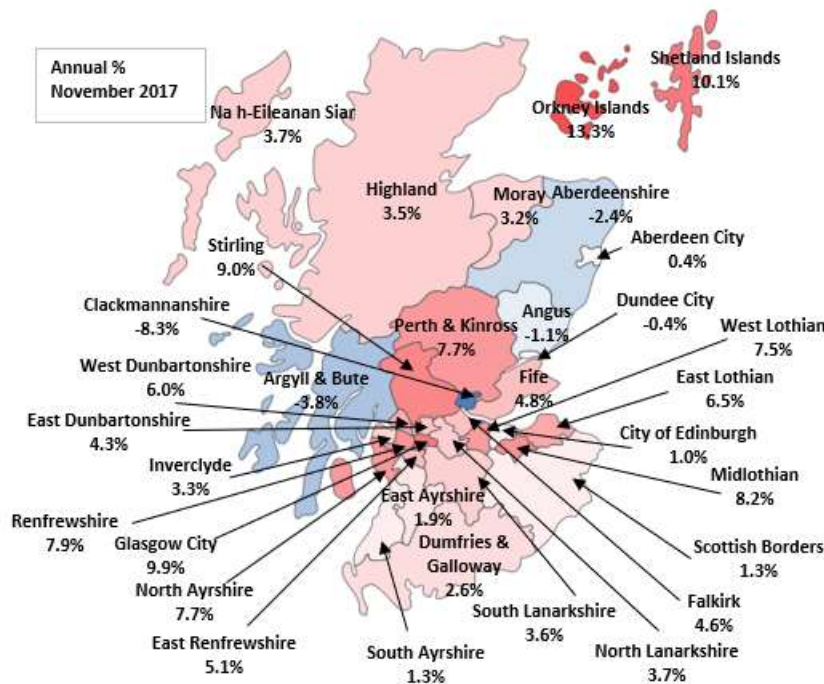 Annual %
November 2017
Shetland Islands
10.1%
Orkney Islands
13.3%
Na h-Eileanan Siar
3.7%
Highland
3.5%
Moray
3.2%
Aberdeenshire
-2.4%
Aberdeen City
0.4%
Stirling
9.0%
Clackmannanshire
-8.3%
Perth & Kinross
7.7%
Angus
-1.1%
Dundee City
-0.4%
West Lothian
7.5%
West Dunbartonshire
6.0%
Argyll & Bute
-3.8%
Fife
4.8%
East Lothian
6.5%
East Dunbartonshire
4.3%
City of Edinburgh
1.0%
Inverclyde
3.3%
Midlothian
8.2%
Renfrewshire
7.9%
Glasgow City
9.9%
East Ayrshire
1.9%
Dumfries &
Galloway
2.6%
Scottish Borders
1.3%
North Ayrshire
7.7%
South Lanarkshire
3.6%
Falkirk
4.6%
East Renfrewshire
5.1%
South Ayrshire
1.3%
North Lanarkshire
3.7%